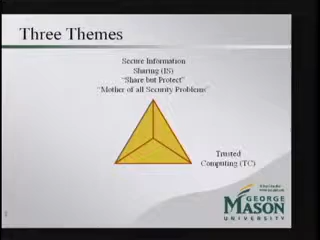 Three Themes
Secure Information
Sharing (IS)
"Share but Protect"
"Mother of all Security Problems"
Trusted
Computing (TC)
GEORGE
MASON
UNIVERSITY